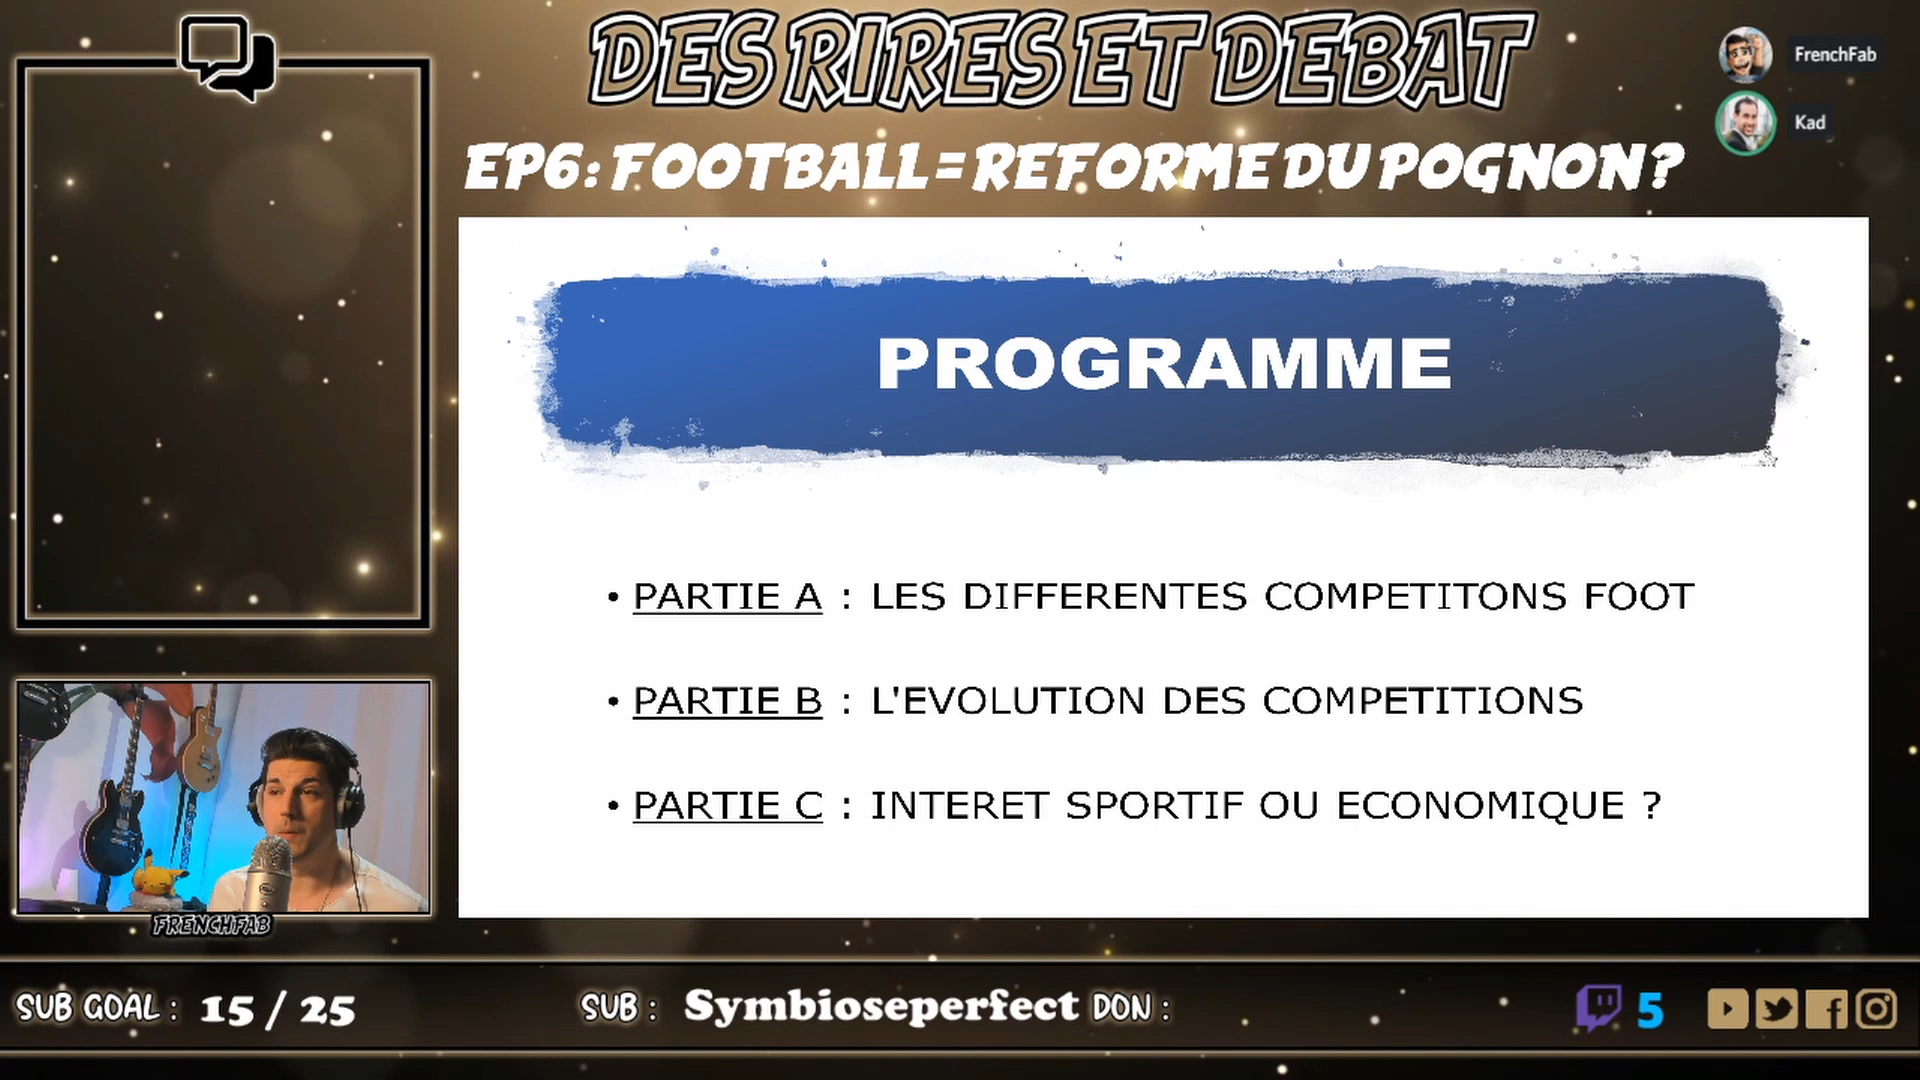 DES RIRES ET DEBAT
FrenchFab
Kad
EP6: FOOTBALL = REFORME DU POGNON ?
PROGRAMME
• PARTIE A : LES DIFFERENTES COMPETITONS FOOT
• PARTIE B : L'EVOLUTION DES COMPETITIONS
• PARTIE C : INTERET SPORTIF OU ECONOMIQUE ?
FRENCHFAB
SUB GOAL : 15 / 25
SUB : Symbioseperfect DON :
5